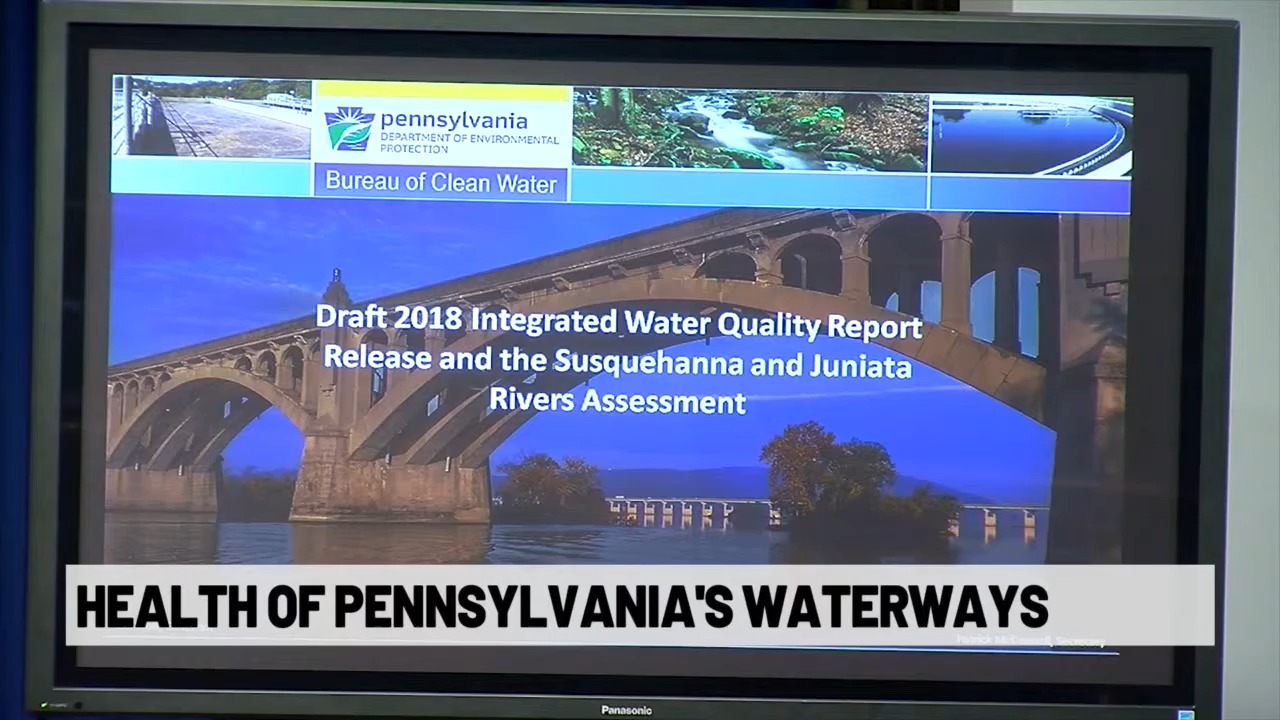 pennsylvania
DEPARTMENT OF ENVIRONMENTAL
PROTECTION
Bureau of Clean Water
Draft 2018 Integrated Water Quality Report
Release and the Susquehanna and Juniata
Rivers Assessment
HEALTH OF PENNSYLVANIA'S WATERWAYS
Secretary
Panasonic